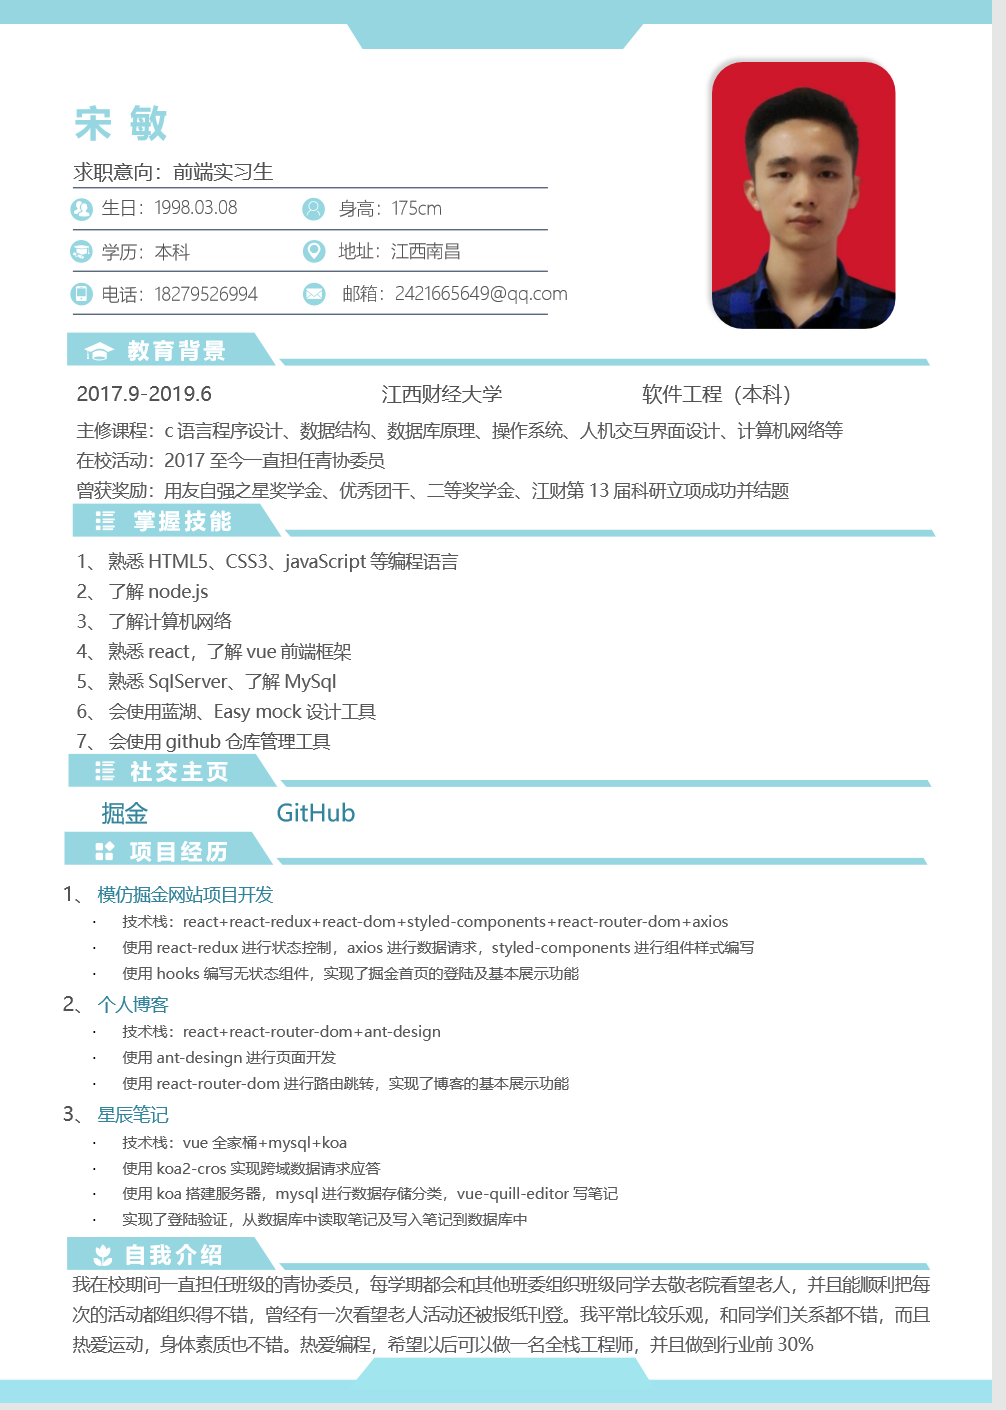 宋 敏
求职意向：前端实习生
生日：1998.03.08 身高：175cm
学历：本科 地址：江西南昌
电话：18279526994 邮箱：2421665649@qq.com
教育背景
2017.9-2019.6 江西财经大学 软件工程（本科）
主修课程：c 语言程序设计、数据结构、数据库原理、操作系统、人机交互界面设计、计算机网络等
在校活动：2017 至今一直担任青协委员
曾获奖励：用友自强之星奖学金、优秀团干、二等奖学金、江财第 13 届科研立项成功并结题
掌握技能
1、 熟悉 HTML5、CSS3、javaScript 等编程语言
2、 了解 node.js
3、 了解计算机网络
4、 熟悉 react，了解 vue 前端框架
5、 熟悉 SqlServer、了解 MySql
6、 会使用蓝湖、Easy mock 设计工具
7、 会使用 github 仓库管理工具
社交主页
掘金 GitHub
项目经历
1、 模仿掘金网站项目开发
· 技术栈：react+react-redux+react-dom+styled-components+react-router-dom+axios
· 使用 react-redux 进行状态控制，axios 进行数据请求，styled-components 进行组件样式编写
· 使用 hooks 编写无状态组件，实现了掘金首页的登陆及基本展示功能
2、 个人博客
· 技术栈：react+react-router-dom+ant-design
· 使用 ant-desingn 进行页面开发
· 使用 react-router-dom 进行路由跳转，实现了博客的基本展示功能
3、 星辰笔记
· 技术栈：vue 全家桶+mysql+koa
· 使用 koa2-cros 实现跨域数据请求应答
· 使用 koa 搭建服务器，mysql 进行数据存储分类，vue-quill-editor 写笔记
· 实现了登陆验证，从数据库中读取笔记及写入笔记到数据库中
自我介绍
我在校期间一直担任班级的青协委员，每学期都会和其他班委组织班级同学去敬老院看望老人，并且能顺利把每
次的活动都组织得不错，曾经有一次看望老人活动还被报纸刊登。我平常比较乐观，和同学们关系都不错，而且
热爱运动，身体素质也不错。热爱编程，希望以后可以做一名全栈工程师，并且做到行业前 30%